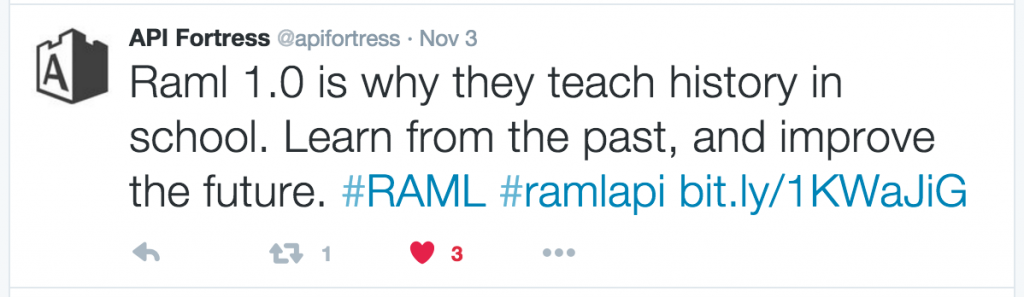 API Fortress @apifortress · Nov 3
Raml 1.0 is why they teach history in
school. Learn from the past, and improve
the future. #RAML #ramlapi bit.ly/1KWaJiG
1 3
A